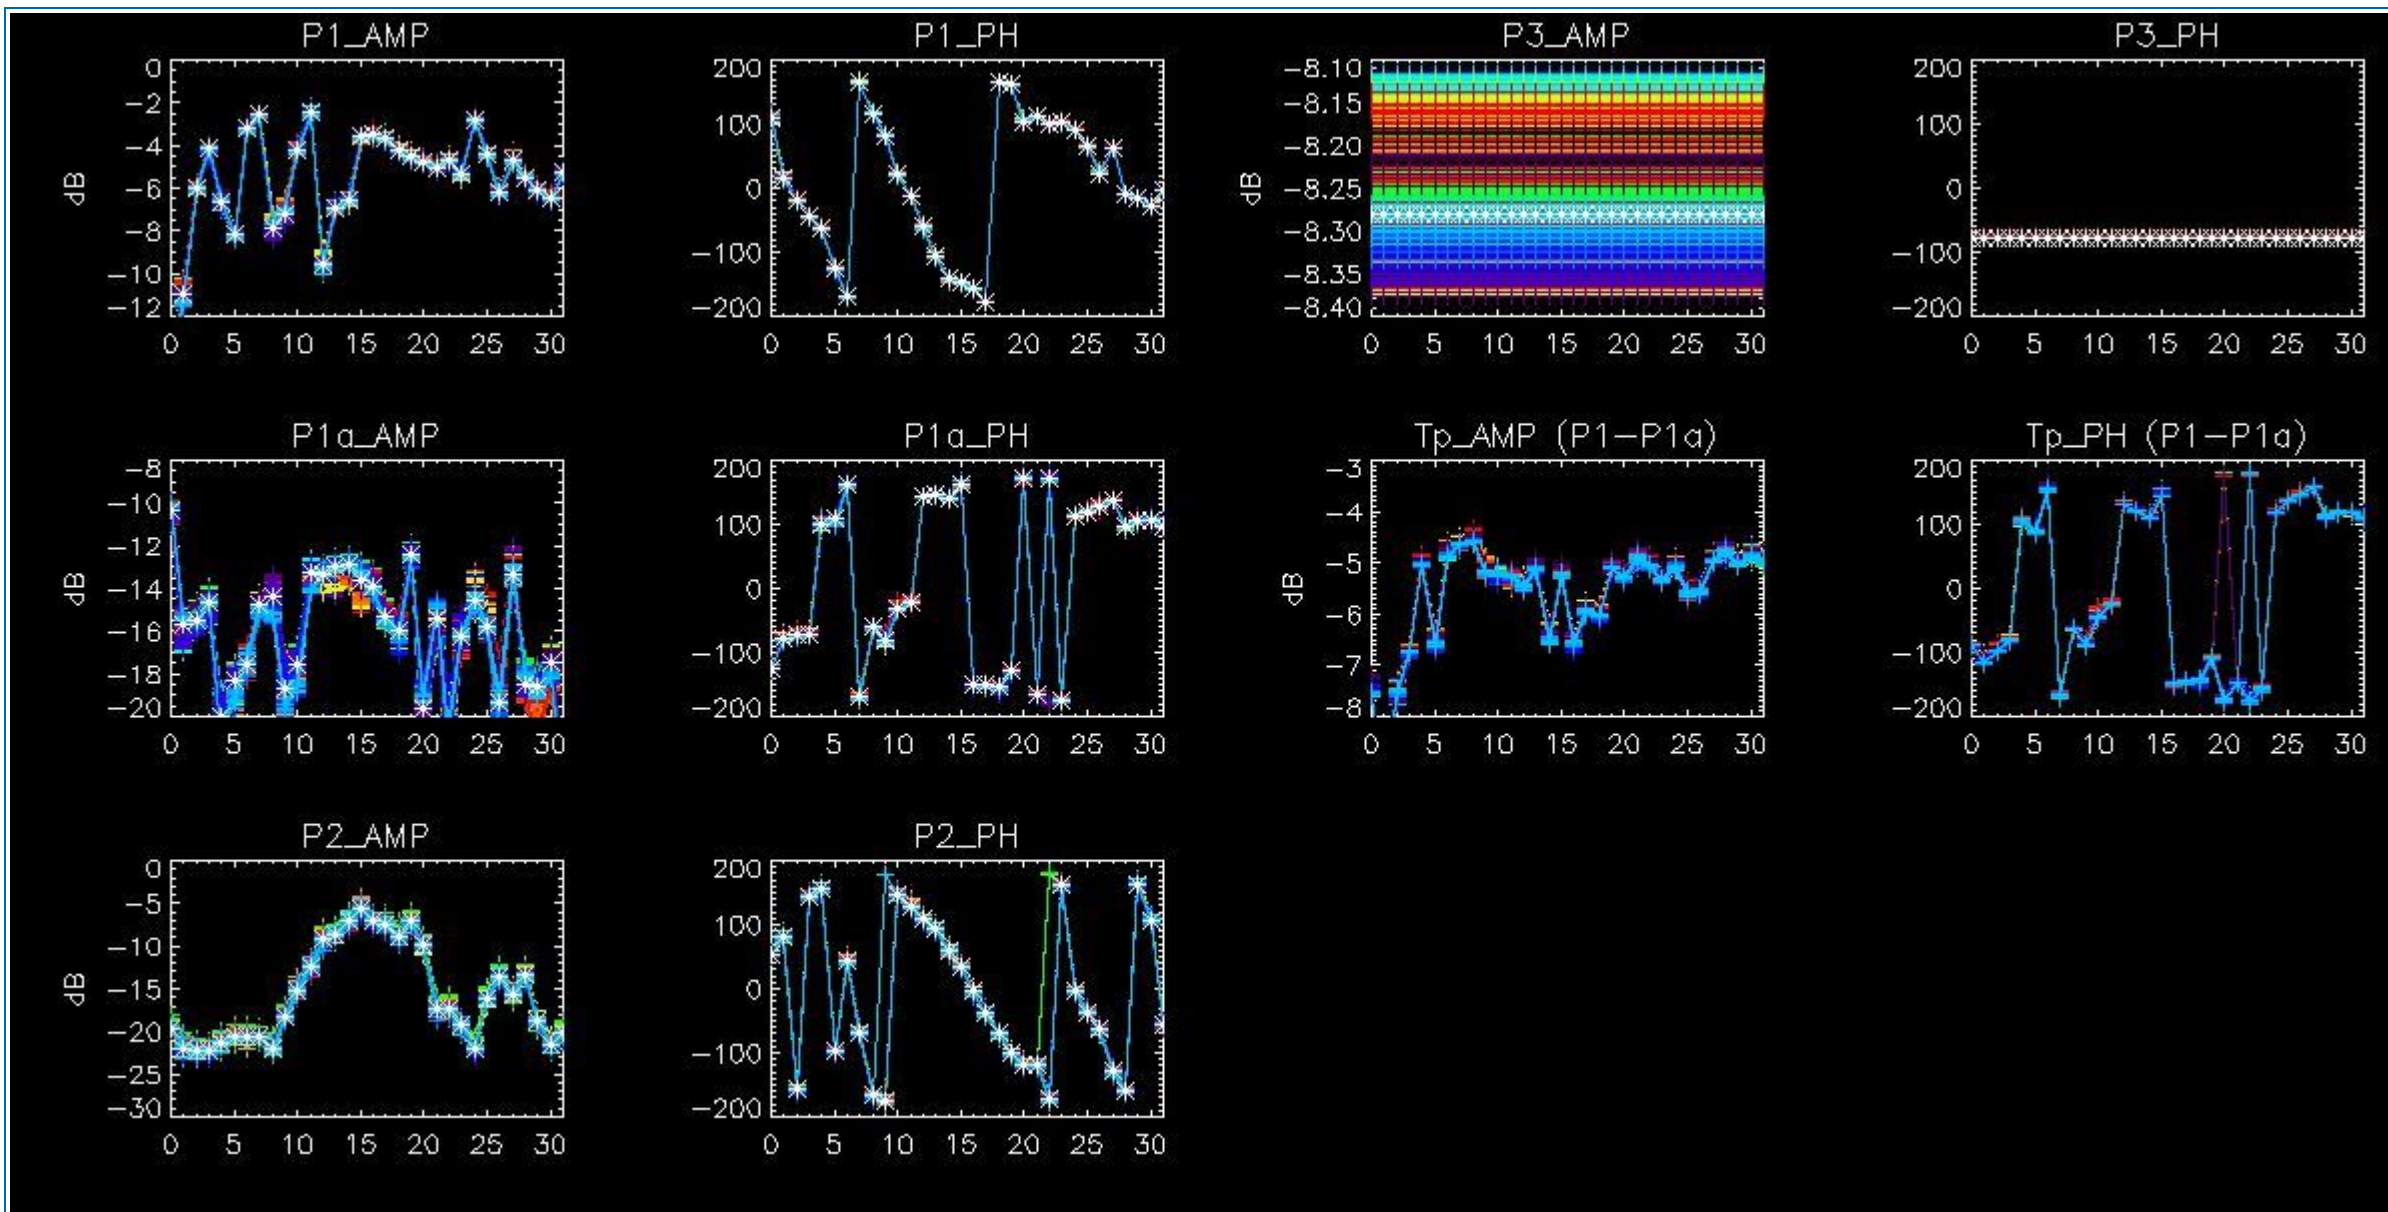 P1_AMP
0
−2
−4
−6
−8
−10
−12
dB
0 5 10 15 20 25 30
P1_PH
200
100
0
−100
−200
0 5 10 15 20 25 30
P3_AMP
−8.10
−8.15
−8.20
−8.25
−8.30
−8.35
−8.40
dB
0 5 10 15 20 25 30
P3_PH
200
100
0
−100
−200
0 5 10 15 20 25 30
P1a_AMP
−8
−10
−12
−14
−16
−18
−20
dB
0 5 10 15 20 25 30
P1a_PH
200
100
0
−100
−200
0 5 10 15 20 25 30
Tp_AMP (P1−P1a)
−3
−4
−5
−6
−7
−8
dB
0 5 10 15 20 25 30
Tp_PH (P1−P1a)
200
100
0
−100
−200
0 5 10 15 20 25 30
P2_AMP
0
−5
−10
−15
−20
−25
−30
dB
0 5 10 15 20 25 30
P2_PH
200
100
0
−100
−200
0 5 10 15 20 25 30